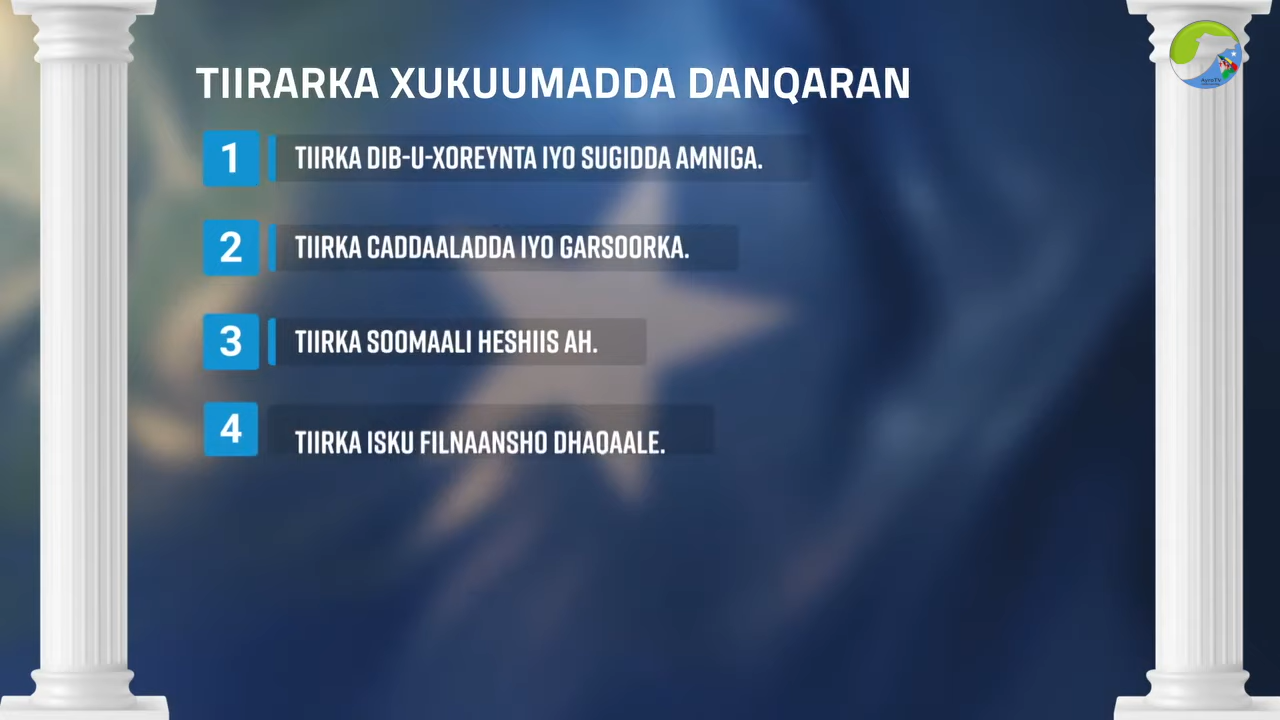 TIIRARKA XUKUUMADDA DANQARAN
1 TIIRKA DIB-U-XOREYNTA IYO SUGIDDA AMNIGA.
2 TIIRKA CADDAALADDA IYO GARSOORKA.
3 TIIRKA SOOMAALI HESHIIS AH.
4 TIIRKA ISKU FILNAANSHO DHAQAALE.